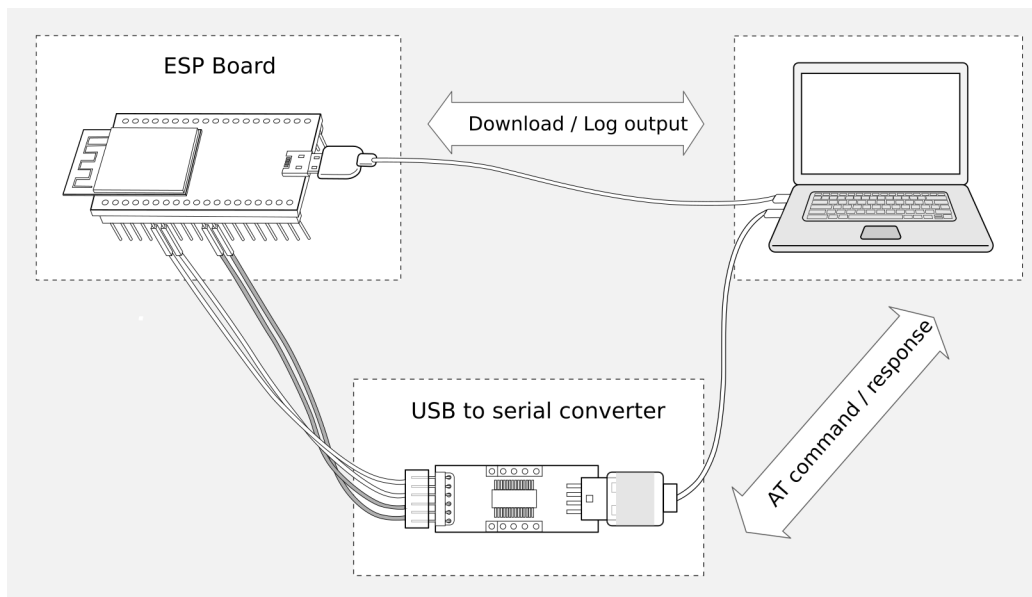 ESP Board
Download / Log output
USB to serial converter
AT command / response